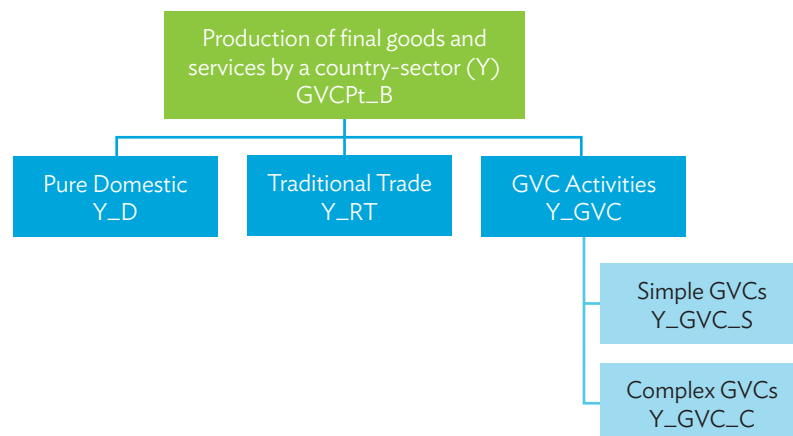 Production of final goods and
services by a country-sector (Y)
GVCPt_B
Pure Domestic
Y_D
Traditional Trade
Y_RT
GVC Activities
Y_GVC
Simple GVCs
Y_GVC_S
Complex GVCs
Y_GVC_C